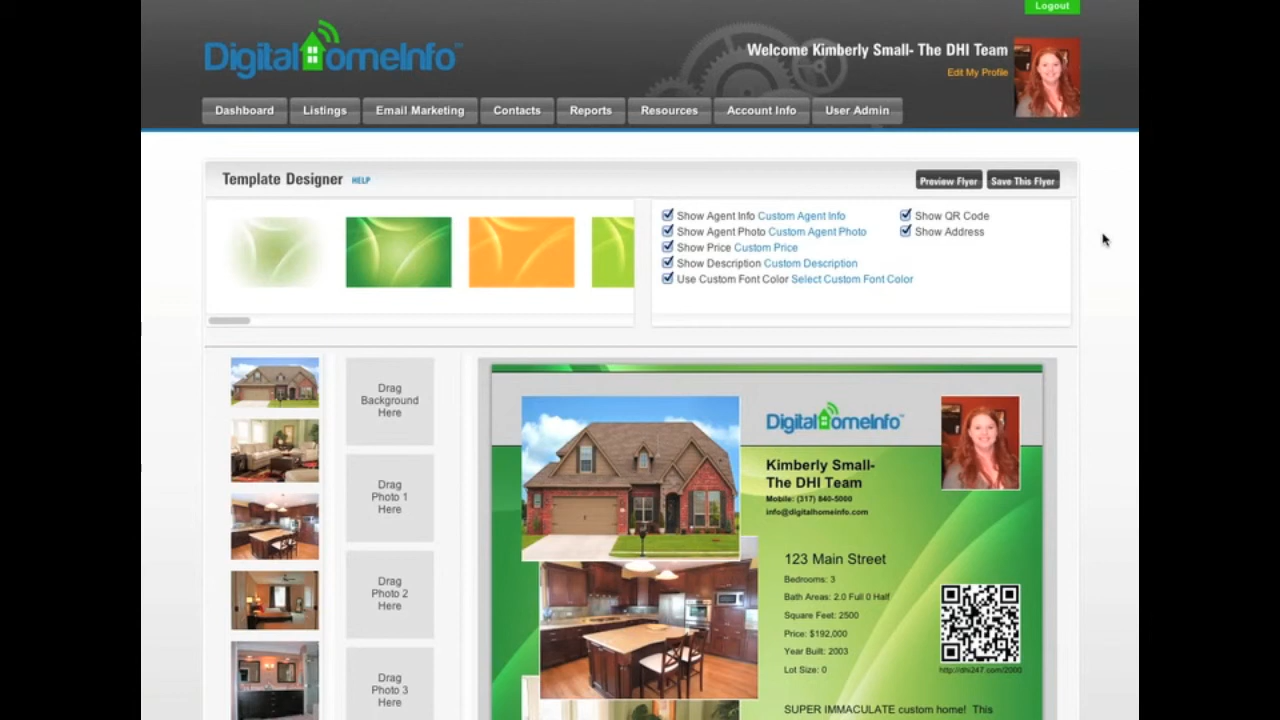 Logout
DigitalHomeInfo™
Welcome Kimberly Small- The DHI Team
Edit My Profile
Dashboard
Listings
Email Marketing
Contacts
Reports
Resources
Account Info
User Admin
Template Designer HELP
Preview Flyer
Save This Flyer
Show Agent Info Custom Agent Info
Show Agent Photo Custom Agent Photo
Show Price Custom Price
Show Description Custom Description
Use Custom Font Color Select Custom Font Color
Show QR Code
Show Address
Drag
Background
Here
Drag
Photo 1
Here
Drag
Photo 2
Here
Drag
Photo 3
Here
DigitalHomeInfo™
Kimberly Small-
The DHI Team
Mobile: (317) 840-5000
info@digitalhomeinfo.com
123 Main Street
Bedrooms: 3
Bath Areas: 2.0 Full 0 Half
Square Feet: 2500
Price: $192,000
Year Built: 2003
Lot Size: 0
http://dhi247.com/2000
SUPER IMMACULATE custom home! This